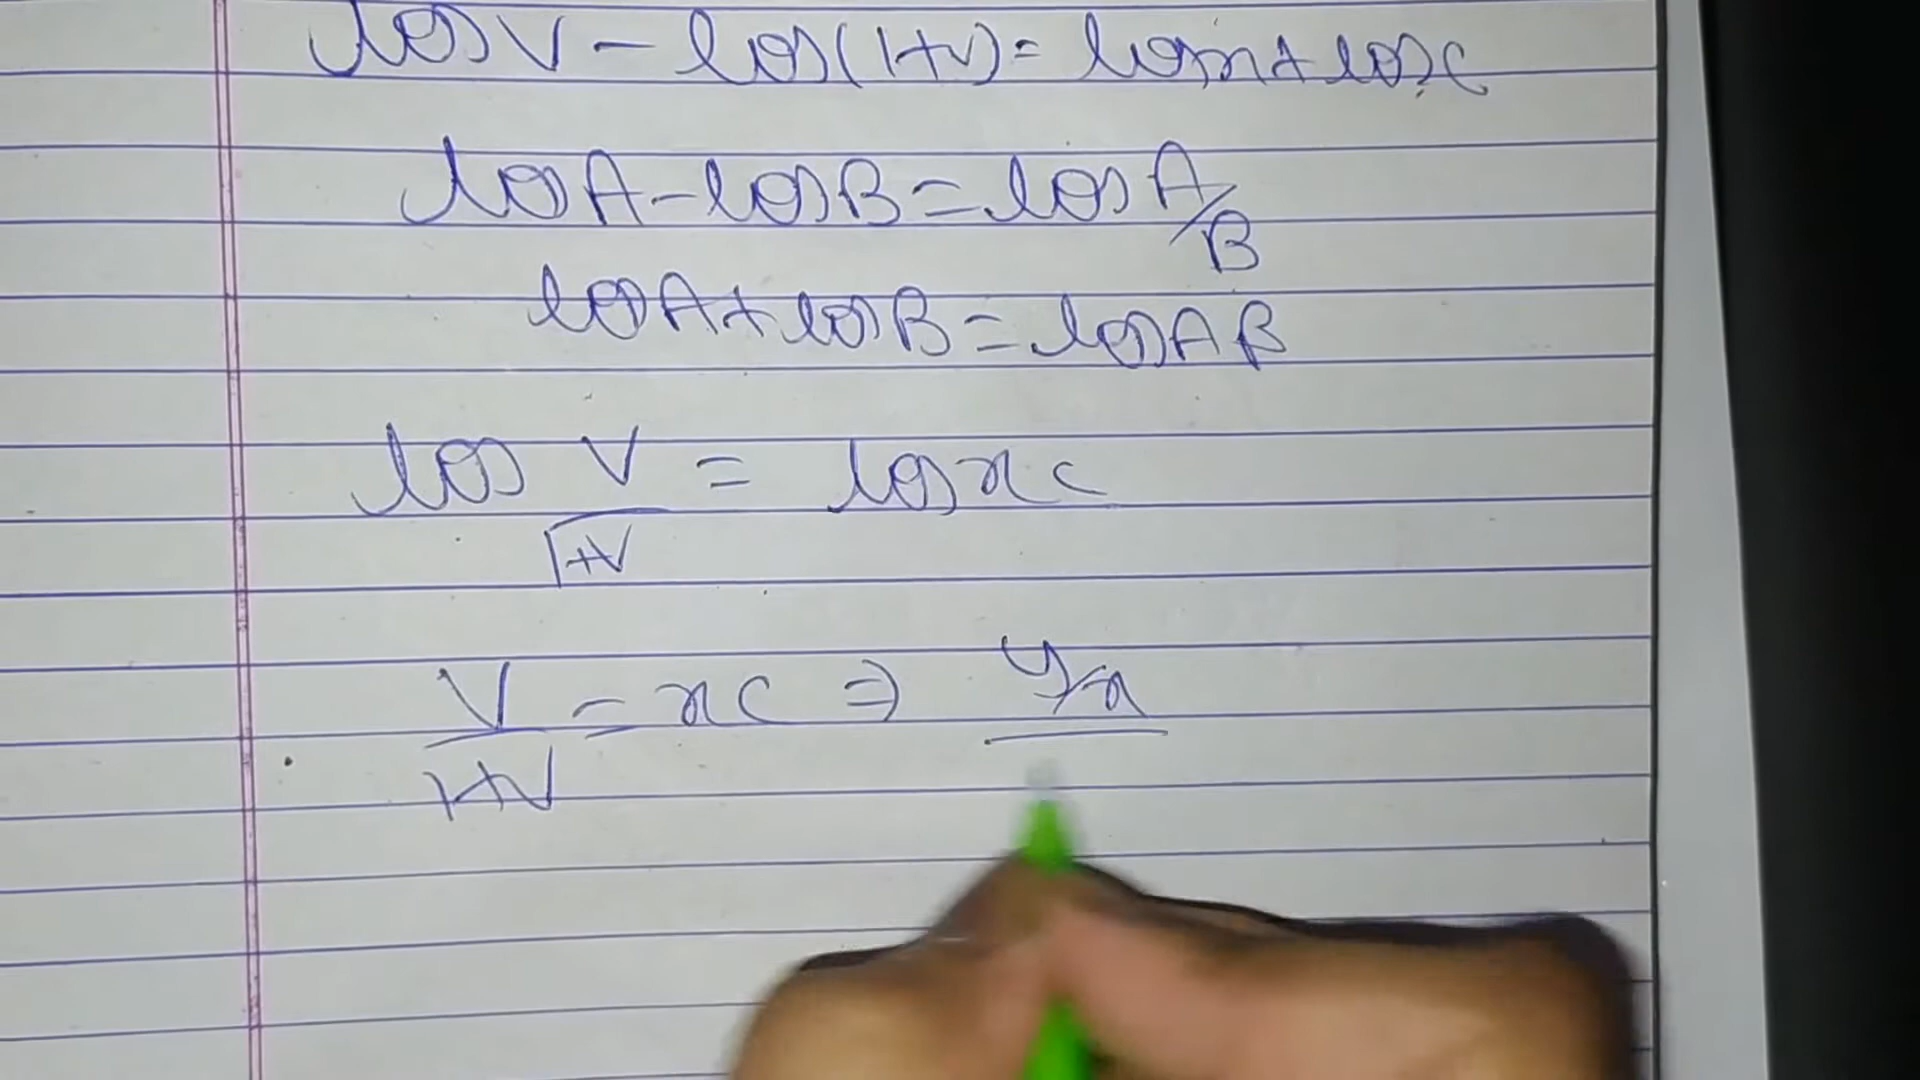 log V - log(1+v) = log x + log c
log A - log B = log A/B
log A + log B = log AB
log V/1+V = log xc
V/1+V = xc ⇒ y/x